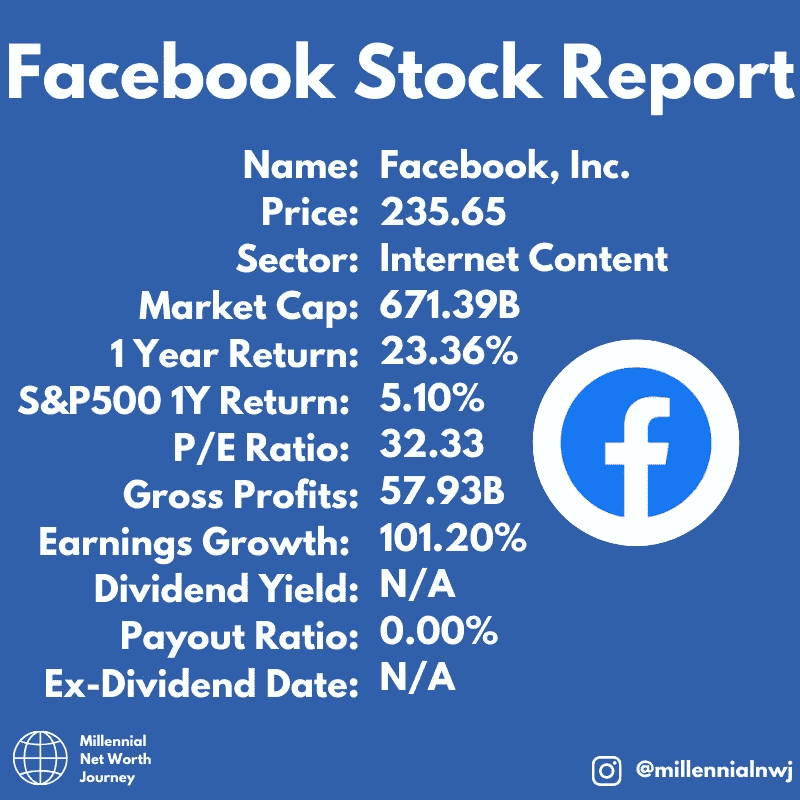 Facebook Stock Report
Name: Facebook, Inc.
Price: 235.65
Sector: Internet Content
Market Cap: 671.39B
1 Year Return: 23.36%
S&P500 1Y Return: 5.10%
P/E Ratio: 32.33
Gross Profits: 57.93B
Earnings Growth: 101.20%
Dividend Yield: N/A
Payout Ratio: 0.00%
Ex-Dividend Date: N/A
Millennial
Net Worth
Journey
@millennialnwj